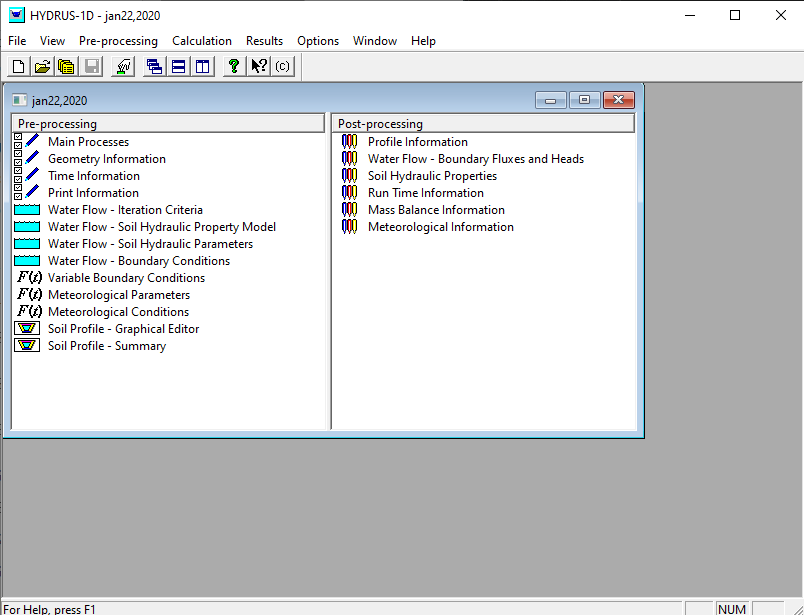 HYDRUS-1D - jan22,2020
File View Pre-processing Calculation Results Options Window Help
? ? (c)
jan22,2020
Pre-processing
Main Processes
Geometry Information
Time Information
Print Information
Water Flow - Iteration Criteria
Water Flow - Soil Hydraulic Property Model
Water Flow - Soil Hydraulic Parameters
Water Flow - Boundary Conditions
F(t) Variable Boundary Conditions
F(t) Meteorological Parameters
F(t) Meteorological Conditions
Soil Profile - Graphical Editor
Soil Profile - Summary
Post-processing
Profile Information
Water Flow - Boundary Fluxes and Heads
Soil Hydraulic Properties
Run Time Information
Mass Balance Information
Meteorological Information
For Help, press F1
NUM